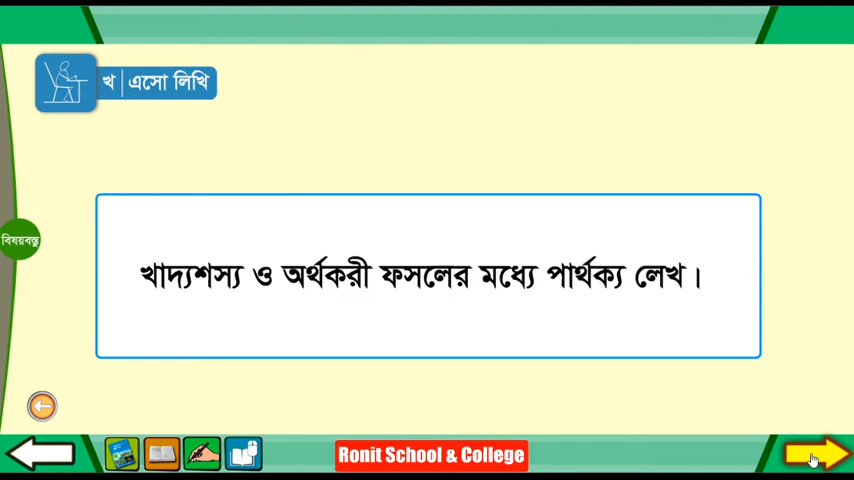 খ | এসো লিখি
খাদ্যশস্য ও অর্থকরী ফসলের মধ্যে পার্থক্য লেখ।
বিষয়বস্তু
Ronit School & College